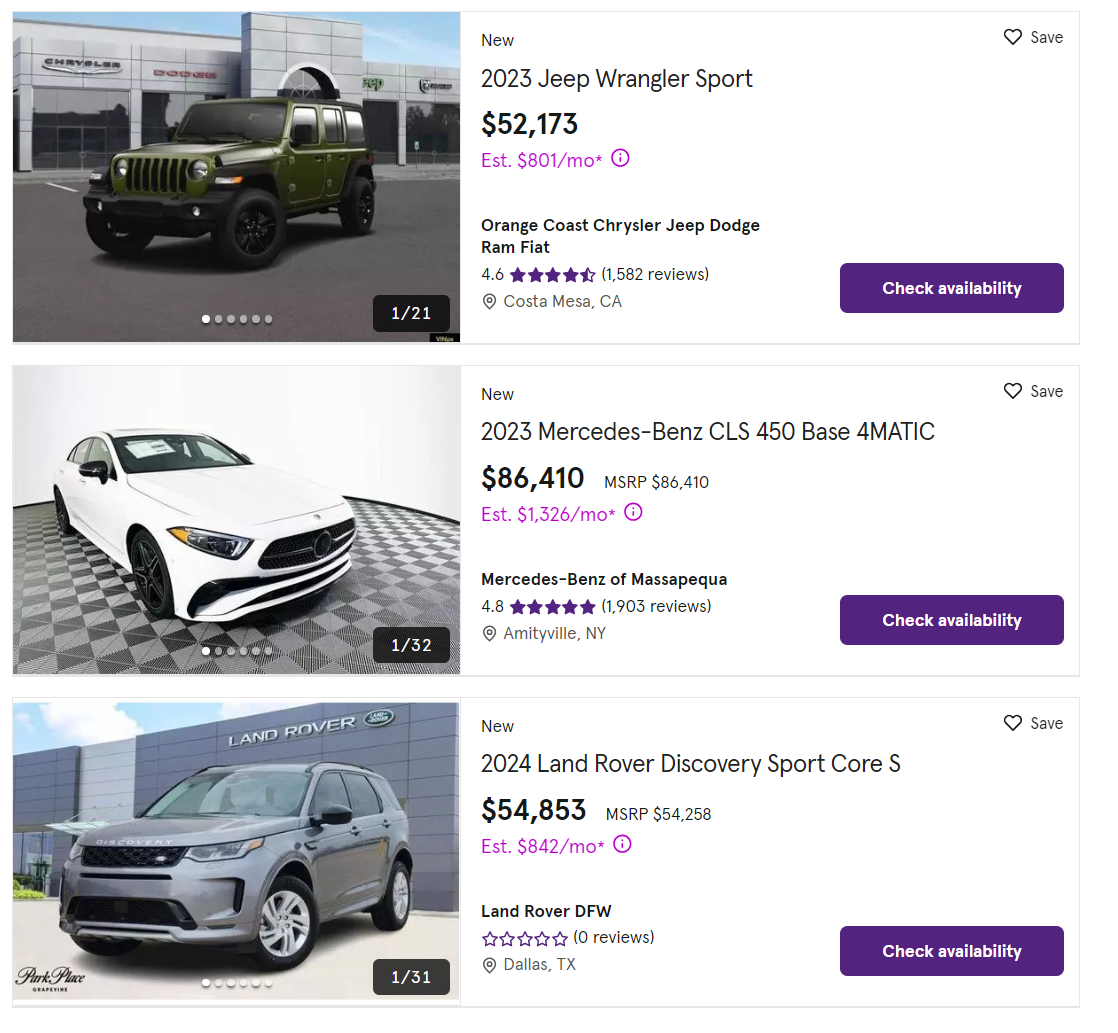 CHRYSLER
DODGE
Jeep
VINpx
1/21
New
Save
2023 Jeep Wrangler Sport
$52,173
Est. $801/mo*
Orange Coast Chrysler Jeep Dodge
Ram Fiat
4.6 (1,582 reviews)
Costa Mesa, CA
Check availability
1/32
New
Save
2023 Mercedes-Benz CLS 450 Base 4MATIC
$86,410 MSRP $86,410
Est. $1,326/mo*
Mercedes-Benz of Massapequa
4.8 (1,903 reviews)
Amityville, NY
Check availability
LAND ROVER
DISCOVERY
Park Place
GRAPEVINE
1/31
New
Save
2024 Land Rover Discovery Sport Core S
$54,853 MSRP $54,258
Est. $842/mo*
Land Rover DFW
(0 reviews)
Dallas, TX
Check availability